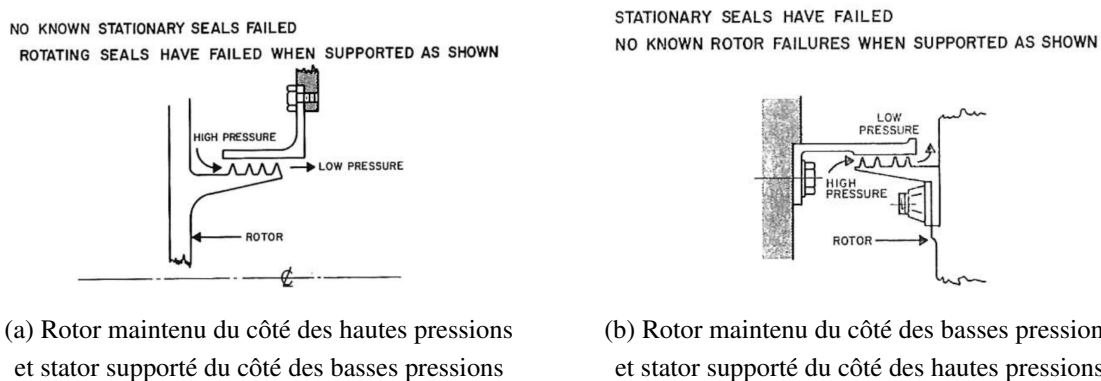 NO KNOWN STATIONARY SEALS FAILED
ROTATING SEALS HAVE FAILED WHEN SUPPORTED AS SHOWN
HIGH PRESSURE
LOW PRESSURE
ROTOR
℄
(a) Rotor maintenu du côté des hautes pressions
et stator supporté du côté des basses pressions
STATIONARY SEALS HAVE FAILED
NO KNOWN ROTOR FAILURES WHEN SUPPORTED AS SHOWN
LOW
PRESSURE
HIGH
PRESSURE
ROTOR
(b) Rotor maintenu du côté des basses pression
et stator supporté du côté des hautes pressions